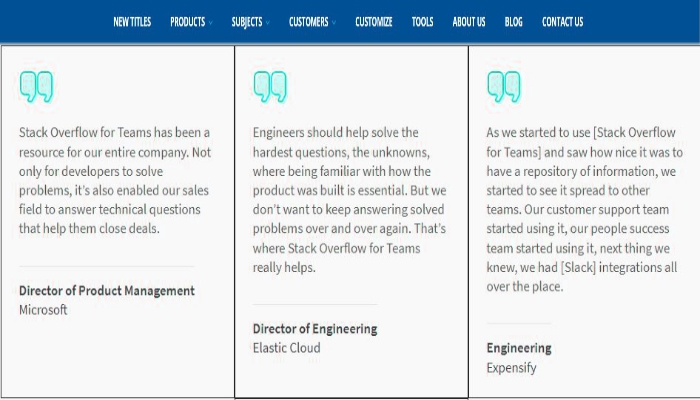 NEW TITLES PRODUCTS SUBJECTS CUSTOMERS CUSTOMIZE TOOLS ABOUT US BLOG CONTACT US
Stack Overflow for Teams has been a
resource for our entire company. Not
only for developers to solve
problems, it's also enabled our sales
field to answer technical questions
that help them close deals.
Director of Product Management
Microsoft
Engineers should help solve the
hardest questions, the unknowns,
where being familiar with how the
product was built is essential. But we
don't want to keep answering solved
problems over and over again. That's
where Stack Overflow for Teams
really helps.
Director of Engineering
Elastic Cloud
As we started to use [Stack Overflow
for Teams] and saw how nice it was to
have a repository of information, we
started to see it spread to other
teams. Our customer support team
started using it, our people success
team started using it, next thing we
knew, we had [Slack] integrations all
over the place.
Engineering
Expensify